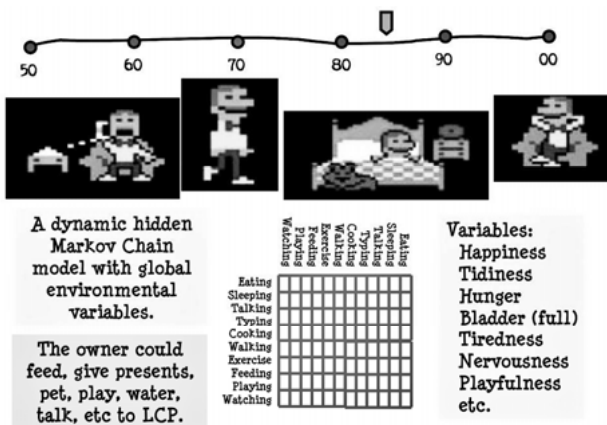 50 60 70 80 90 00
A dynamic hidden
Markov Chain
model with global
environmental
variables.
The owner could
feed, give presents,
pet, play, water,
talk, etc to LCP.
Watching
Playing
Feeding
Exercise
Walking
Cooking
Typing
Talking
Sleeping
Eating
Eating
Sleeping
Talking
Typing
Cooking
Walking
Exercise
Feeding
Playing
Watching
Variables:
Happiness
Tidiness
Hunger
Bladder (full)
Tiredness
Nervousness
Playfulness
etc.